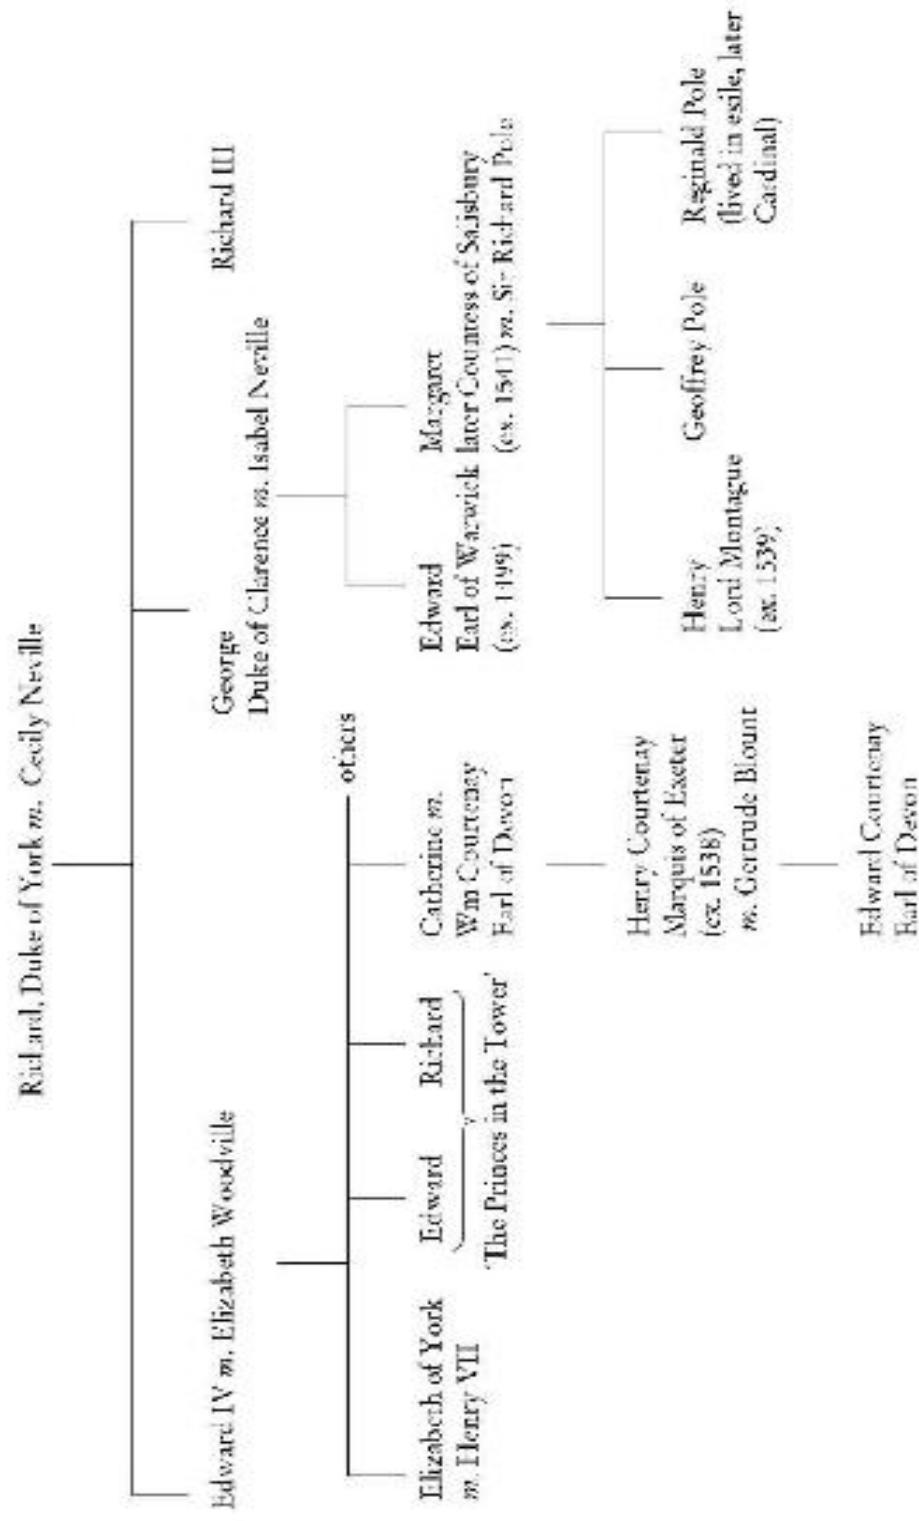 Richard, Duke of York m. Cecily Neville
Edward IV m. Elizabeth Woodville
George
Duke of Clarence m. Isabel Neville
Richard III
Elizabeth of York
m. Henry VII
Edward
Richard
'The Princes in the Tower'
Catherine m.
Wm Courtenay
Earl of Devon
others
Edward
Earl of Warwick
(ex. 1499)
Margaret
later Countess of Salisbury
(ex. 1541) m. Sir Richard Pole
Henry Courtenay
Marquis of Exeter
(ex. 1538)
m. Gertrude Blount
Henry
Lord Montague
(ex. 1539)
Geoffrey Pole
Reginald Pole
(lived in exile, later
Cardinal)
Edward Courtenay
Earl of Devon